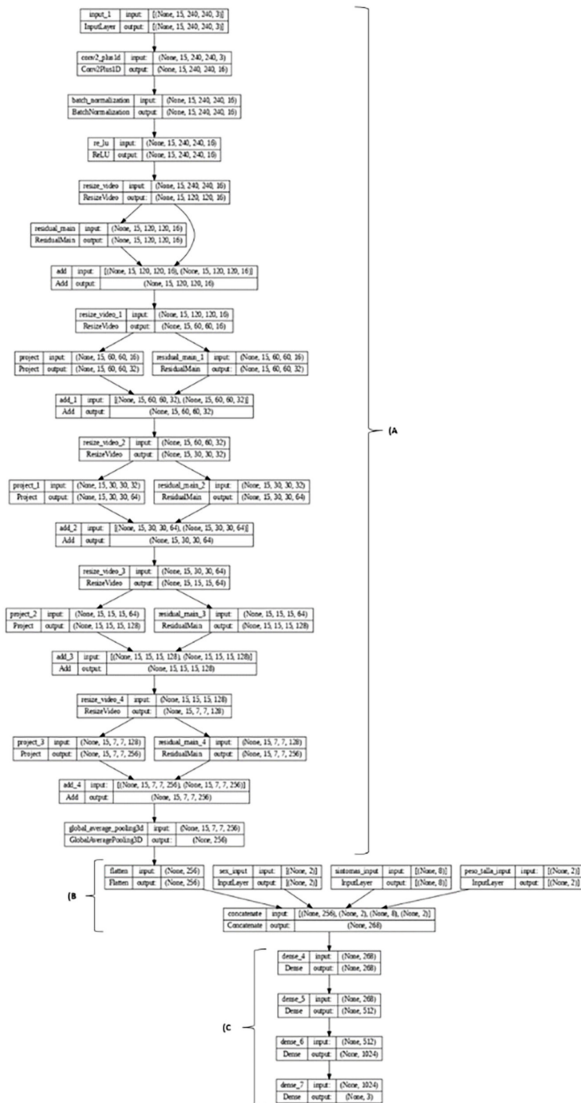 input_1 input: [(None, 15, 240, 240, 3)]
InputLayer output: [(None, 15, 240, 240, 3)]
conv2_plus1d input: (None, 15, 240, 240, 3)
Conv2Plus1D output: (None, 15, 240, 240, 16)
batch_normalization input: (None, 15, 240, 240, 16)
BatchNormalization output: (None, 15, 240, 240, 16)
re_lu input: (None, 15, 240, 240, 16)
ReLU output: (None, 15, 240, 240, 16)
resize_video input: (None, 15, 240, 240, 16)
ResizeVideo output: (None, 15, 120, 120, 16)
residual_main input: (None, 15, 120, 120, 16)
ResidualMain output: (None, 15, 120, 120, 16)
add input: [(None, 15, 120, 120, 16), (None, 15, 120, 120, 16)]
Add output: (None, 15, 120, 120, 16)
resize_video_1 input: (None, 15, 120, 120, 16)
ResizeVideo output: (None, 15, 60, 60, 16)
project input: (None, 15, 60, 60, 16) residual_main_1 input: (None, 15, 60, 60, 16)
Project output: (None, 15, 60, 60, 32) ResidualMain output: (None, 15, 60, 60, 32)
add_1 input: [(None, 15, 60, 60, 32), (None, 15, 60, 60, 32)]
Add output: (None, 15, 60, 60, 32)
(A
resize_video_2 input: (None, 15, 60, 60, 32)
ResizeVideo output: (None, 15, 30, 30, 32)
project_1 input: (None, 15, 30, 30, 32) residual_main_2 input: (None, 15, 30, 30, 32)
Project output: (None, 15, 30, 30, 64) ResidualMain output: (None, 15, 30, 30, 64)
add_2 input: [(None, 15, 30, 30, 64), (None, 15, 30, 30, 64)]
Add output: (None, 15, 30, 30, 64)
resize_video_3 input: (None, 15, 30, 30, 64)
ResizeVideo output: (None, 15, 15, 15, 64)
project_2 input: (None, 15, 15, 15, 64) residual_main_3 input: (None, 15, 15, 15, 64)
Project output: (None, 15, 15, 15, 128) ResidualMain output: (None, 15, 15, 15, 128)
add_3 input: [(None, 15, 15, 15, 128), (None, 15, 15, 15, 128)]
Add output: (None, 15, 15, 15, 128)
resize_video_4 input: (None, 15, 15, 15, 128)
ResizeVideo output: (None, 15, 7, 7, 128)
project_3 input: (None, 15, 7, 7, 128) residual_main_4 input: (None, 15, 7, 7, 128)
Project output: (None, 15, 7, 7, 256) ResidualMain output: (None, 15, 7, 7, 256)
add_4 input: [(None, 15, 7, 7, 256), (None, 15, 7, 7, 256)]
Add output: (None, 15, 7, 7, 256)
global_average_pooling3d input: (None, 15, 7, 7, 256)
GlobalAveragePooling3D output: (None, 256)
flatten input: (None, 256) sex_input input: [(None, 2)] sintomas_input input: [(None, 8)] peso_talla_input input: [(None, 2)]
Flatten output: (None, 256) InputLayer output: [(None, 2)] InputLayer output: [(None, 8)] InputLayer output: [(None, 2)]
(B
concatenate input: [(None, 256), (None, 2), (None, 8), (None, 2)]
Concatenate output: (None, 268)
dense_4 input: (None, 268)
Dense output: (None, 268)
dense_5 input: (None, 268)
Dense output: (None, 512)
(C
dense_6 input: (None, 512)
Dense output: (None, 1024)
dense_7 input: (None, 1024)
Dense output: (None, 3)